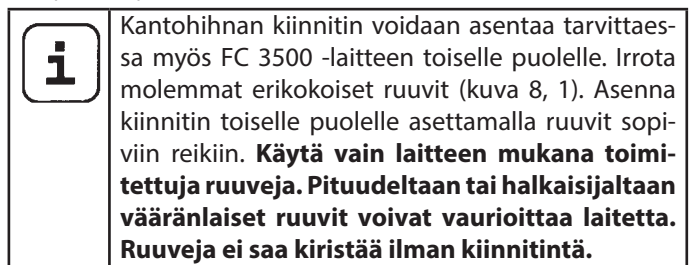 Kantohihnan kiinnitin voidaan asentaa tarvittaes-
sa myös FC 3500 -laitteen toiselle puolelle. Irrota
molemmat erikokoiset ruuvit (kuva 8, 1). Asenna
kiinnitin toiselle puolelle asettamalla ruuvit sopi-
viin reikiin. Käytä vain laitteen mukana toimi-
tettuja ruuveja. Pituudeltaan tai halkaisijaltaan
vääränlaiset ruuvit voivat vaurioittaa laitetta.
Ruuveja ei saa kiristää ilman kiinnitintä.